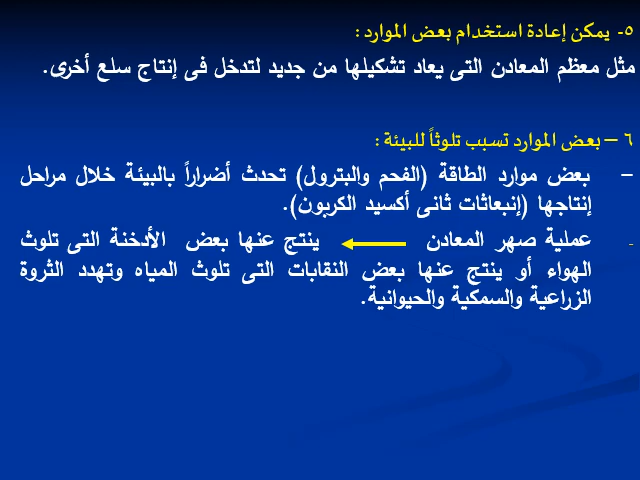 ٥- يمكن إعادة استخدام بعض الموارد :
مثل معظم المعادن التى يعاد تشكيلها من جديد لتدخل فى إنتاج سلع أخرى.
٦ – بعض الموارد تسبب تلوثاً للبيئة :
– بعض موارد الطاقة (الفحم والبترول) تحدث أضراراً بالبيئة خلال مراحل
إنتاجها (إنبعاثات ثانى أكسيد الكربون).
- عملية صهر المعادن ← ينتج عنها بعض الأدخنة التى تلوث
الهواء أو ينتج عنها بعض النقابات التى تلوث المياه وتهدد الثروة
الزراعية والسمكية والحيوانية.